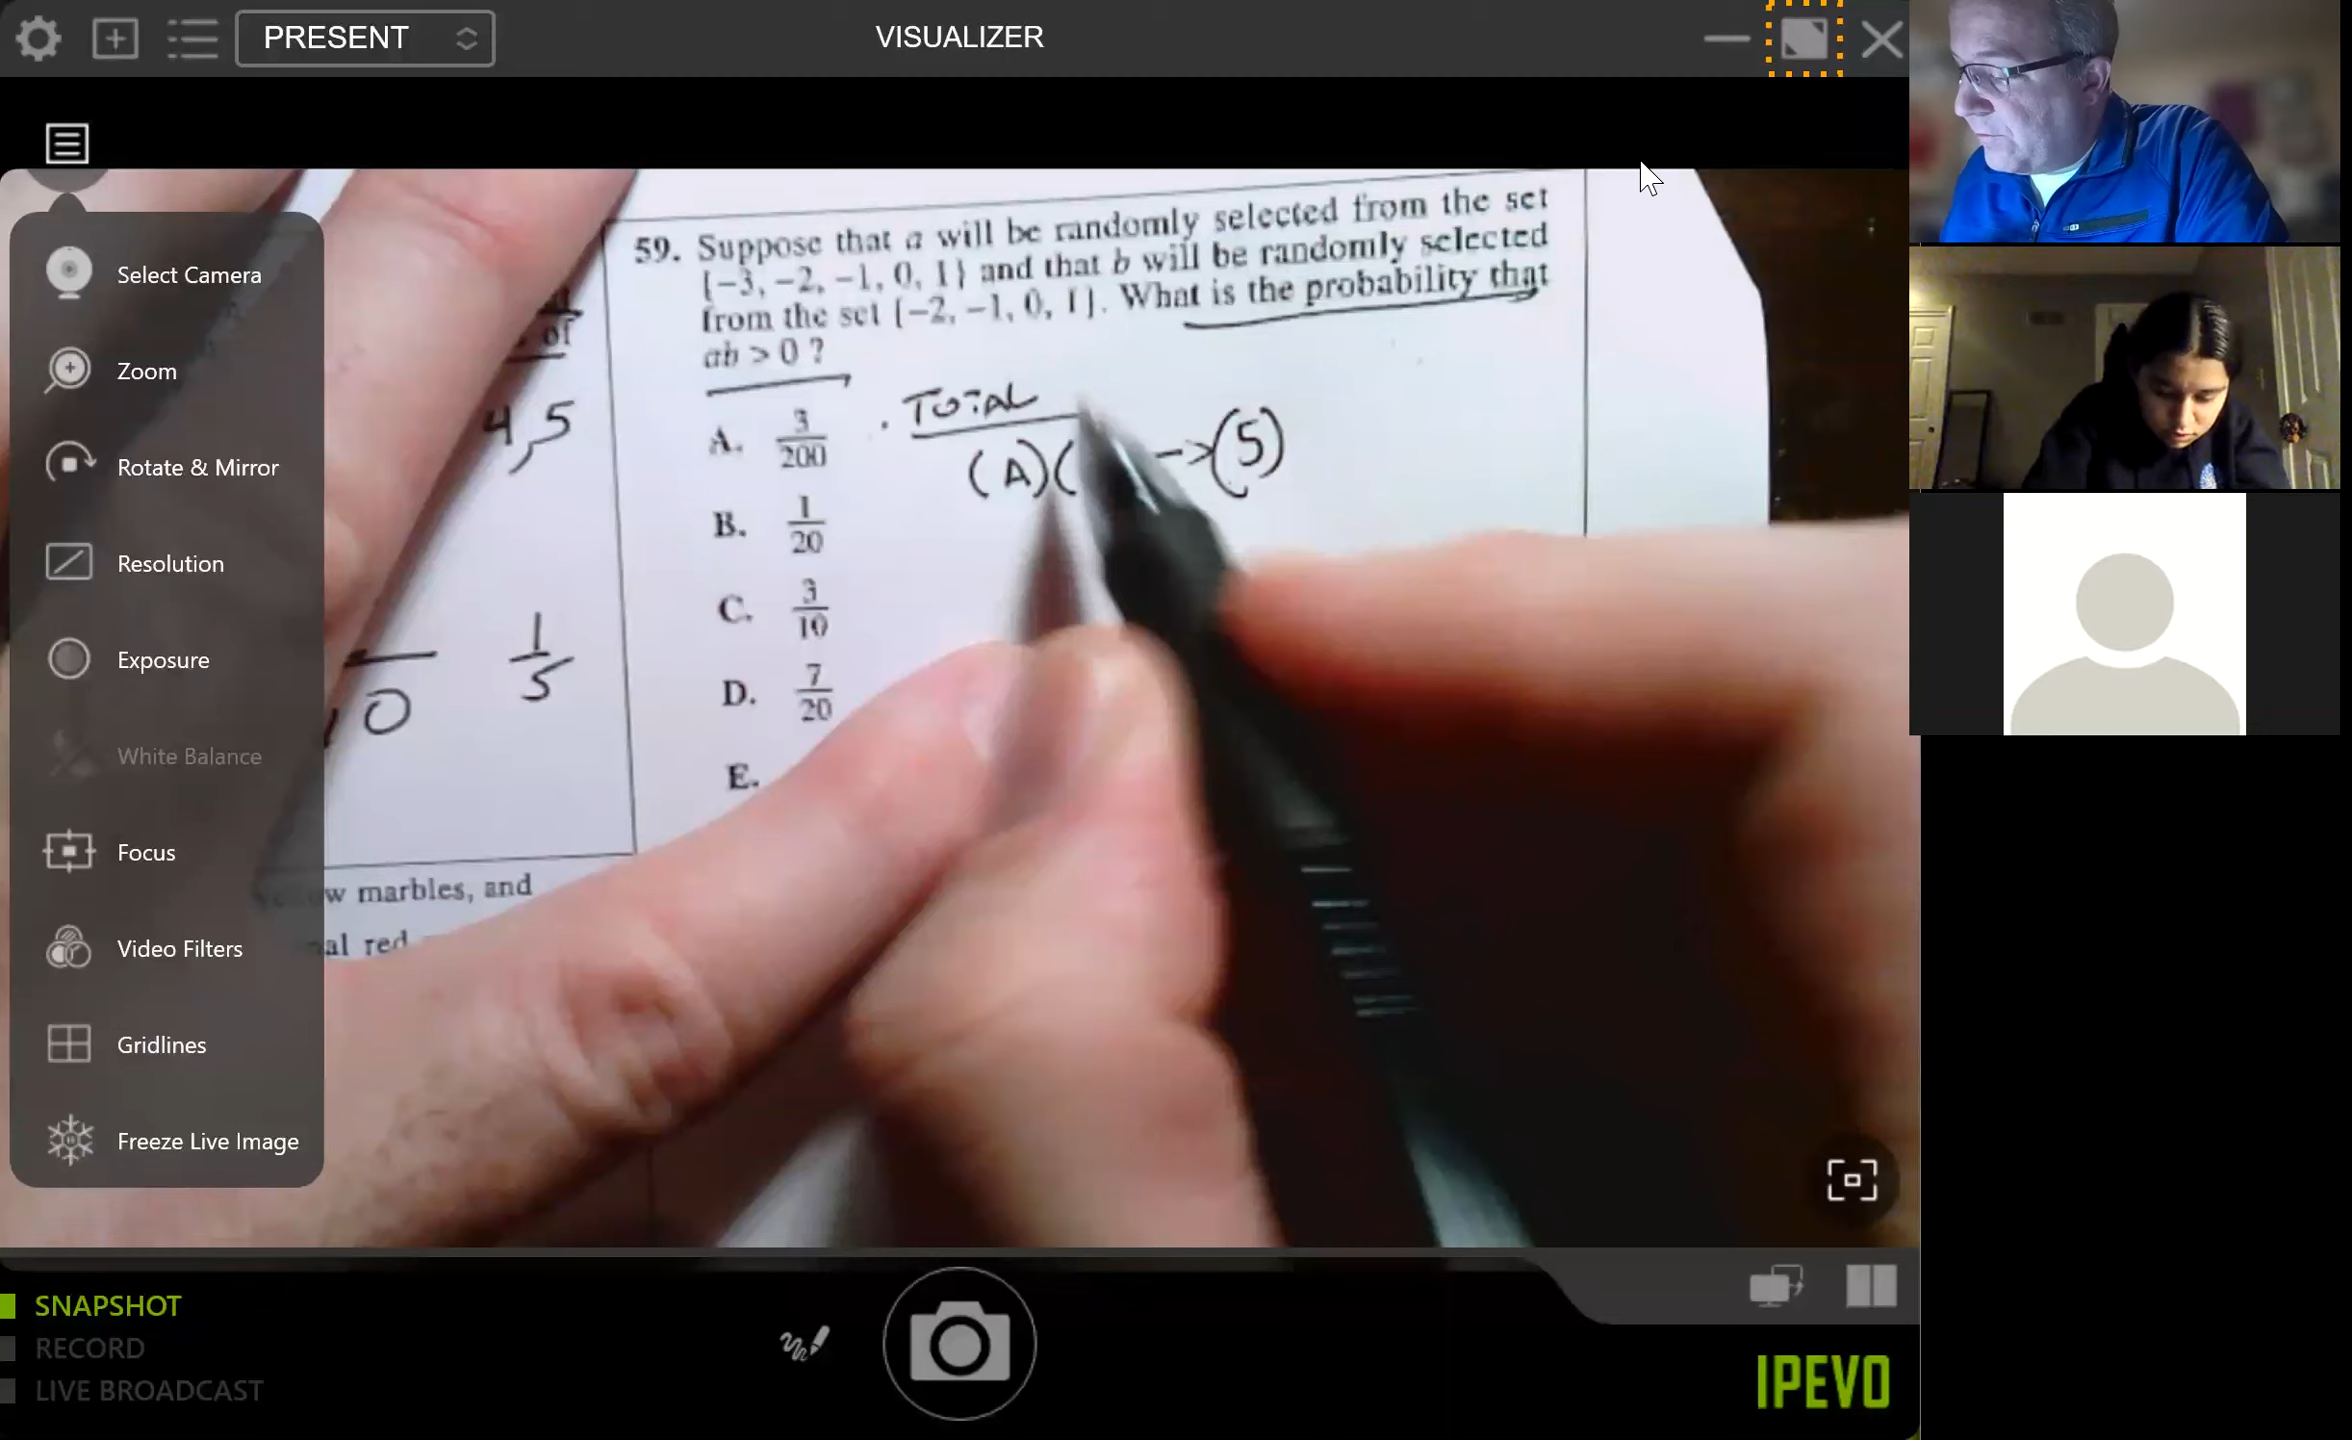 PRESENT
VISUALIZER
Select Camera
Zoom
Rotate & Mirror
Resolution
Exposure
White Balance
Focus
Video Filters
Gridlines
Freeze Live Image
of
4,5
10
1/5
marbles, and
red
59. Suppose that a will be randomly selected from the set
{−3, −2, −1, 0, 1} and that b will be randomly selected
from the set {−2, −1, 0, 1}. What is the probability that
ab > 0 ?
A. 3/200
B. 1/20
C. 3/10
D. 7/20
E.
. TOTAL
(A)( -> (5)
SNAPSHOT
RECORD
LIVE BROADCAST
IPEVO